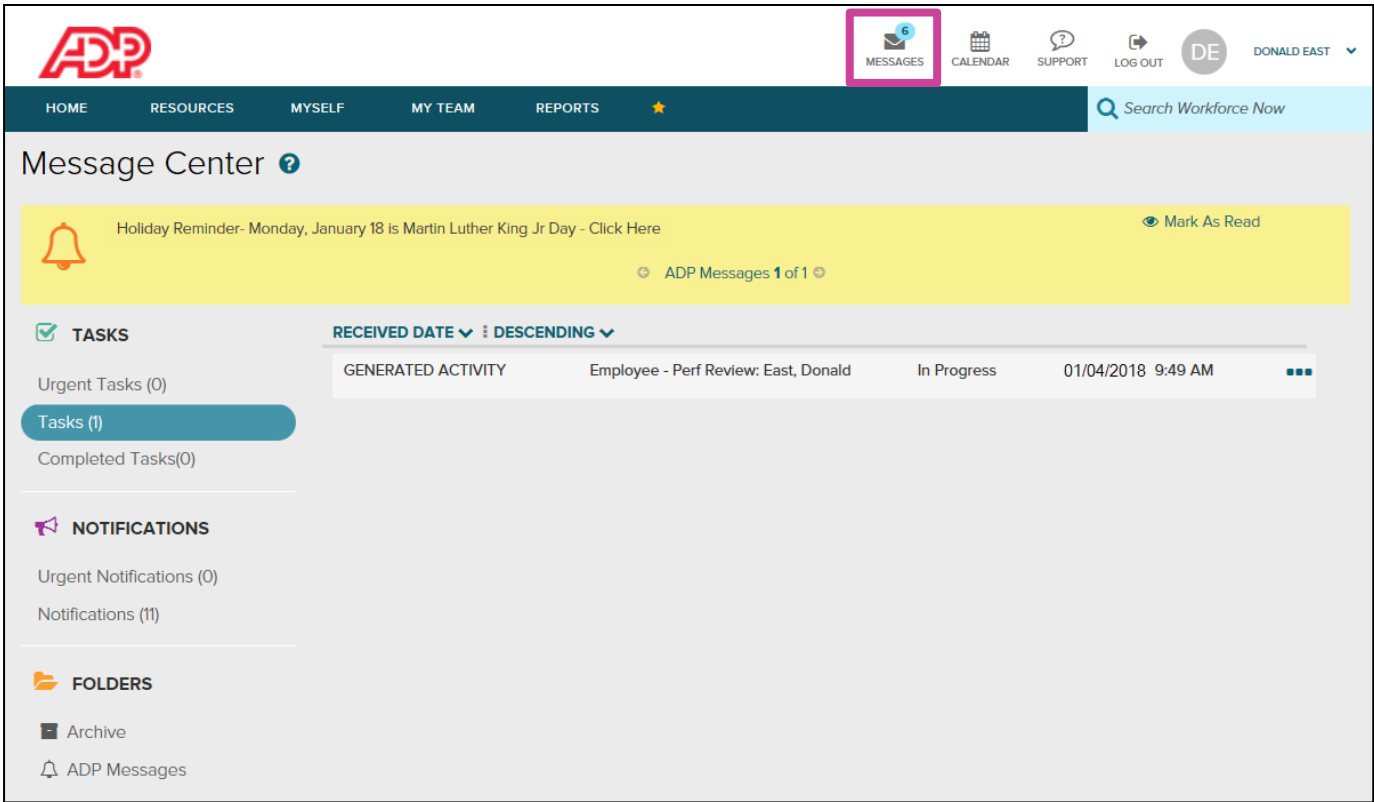 ADP
6
MESSAGES CALENDAR SUPPORT LOG OUT DE DONALD EAST
HOME RESOURCES MYSELF MY TEAM REPORTS Search Workforce Now
Message Center ?
Holiday Reminder- Monday, January 18 is Martin Luther King Jr Day - Click Here Mark As Read
ADP Messages 1 of 1
TASKS
RECEIVED DATE DESCENDING
GENERATED ACTIVITY Employee - Perf Review: East, Donald In Progress 01/04/2018 9:49 AM
Urgent Tasks (0)
Tasks (1)
Completed Tasks(0)
NOTIFICATIONS
Urgent Notifications (0)
Notifications (11)
FOLDERS
Archive
ADP Messages